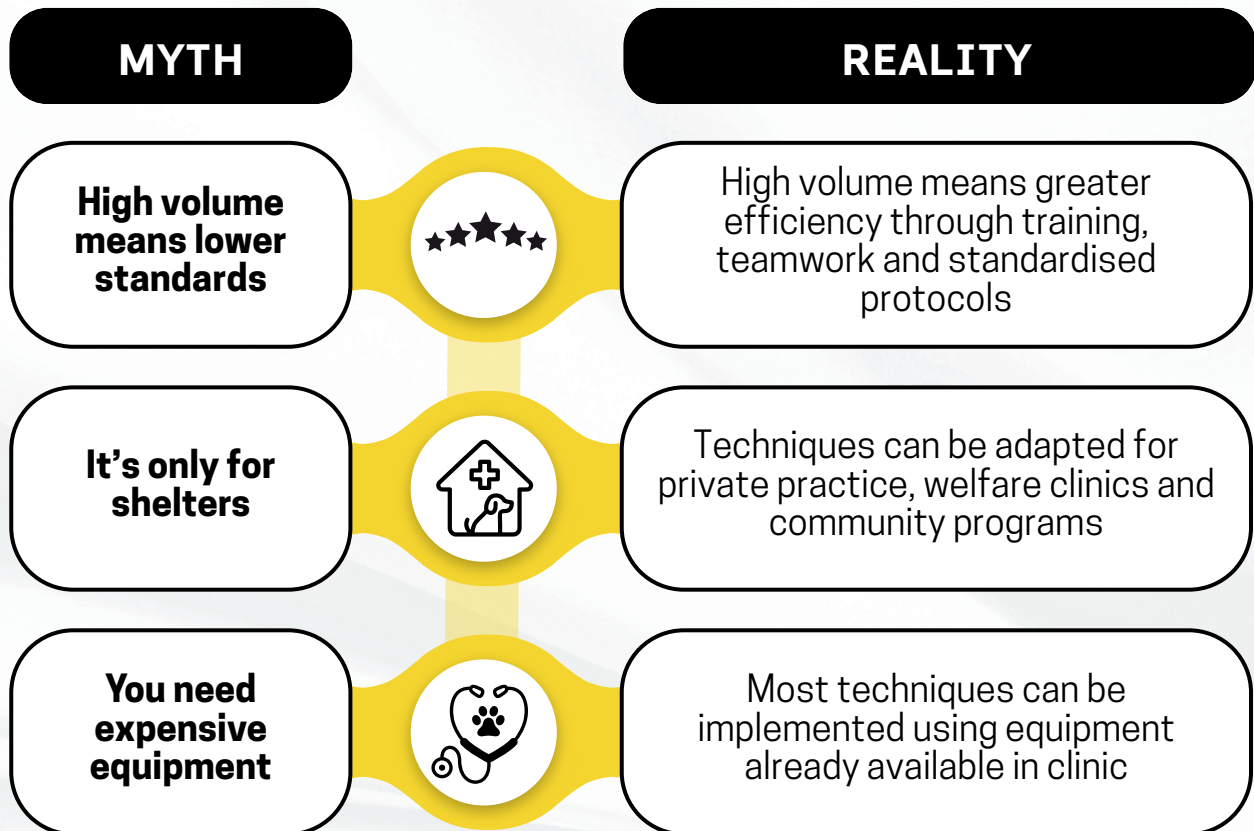 MYTH
REALITY
High volume
means lower
standards
High volume means greater
efficiency through training,
teamwork and standardised
protocols
It’s only for
shelters
Techniques can be adapted for
private practice, welfare clinics and
community programs
You need
expensive
equipment
Most techniques can be
implemented using equipment
already available in clinic